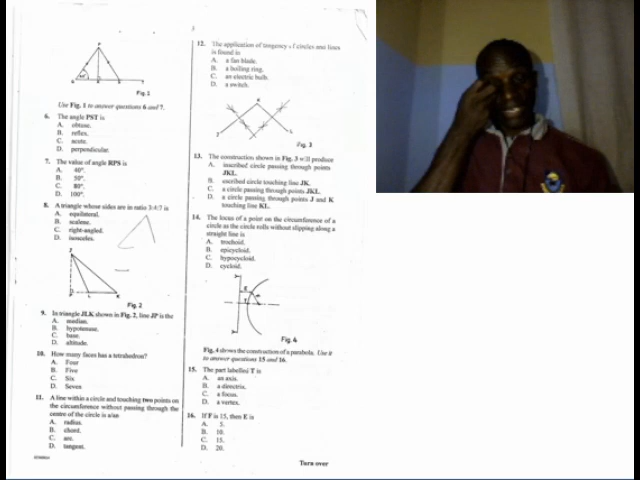 3
Fig. 1
Use Fig. 1 to answer questions 6 and 7.
6. The angle PST is
A. obtuse.
B. reflex.
C. acute.
D. perpendicular.
7. The value of angle RPS is
A. 40°.
B. 50°.
C. 80°.
D. 100°.
8. A triangle whose sides are in ratio 3:4:7 is
A. equilateral.
B. scalene.
C. right-angled.
D. isosceles.
Fig. 2
9. In triangle JLK shown in Fig. 2, line JP is the
A. median.
B. hypotenuse.
C. base.
D. altitude.
10. How many faces has a tetrahedron?
A. Four
B. Five
C. Six
D. Seven
11. A line within a circle and touching two points on
the circumference without passing through the
centre of the circle is a/an
A. radius.
B. chord.
C. arc.
D. tangent.
12. The application of tangency of circles and lines
is found in
A. a fan blade.
B. a boiling ring.
C. an electric bulb.
D. a switch.
K
J
L
Fig. 3
13. The construction shown in Fig. 3 will produce
A. inscribed circle passing through points
JKL.
B. escribed circle touching line JK.
C. a circle passing through points JKL.
D. a circle passing through points J and K
touching line KL.
14. The locus of a point on the circumference of a
circle as the circle rolls without slipping along a
straight line is
A. trochoid.
B. epicycloid.
C. hypocycloid.
D. cycloid.
E
T
Fig. 4
Fig. 4 shows the construction of a parabola. Use it
to answer questions 15 and 16.
15. The part labelled T is
A. an axis.
B. a directrix.
C. a focus.
D. a vertex.
16. If F is 15, then E is
A. 5.
B. 10.
C. 15.
D. 20.
Turn over